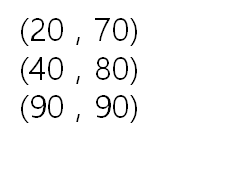 (20 , 70)
(40 , 80)
(90 , 90)